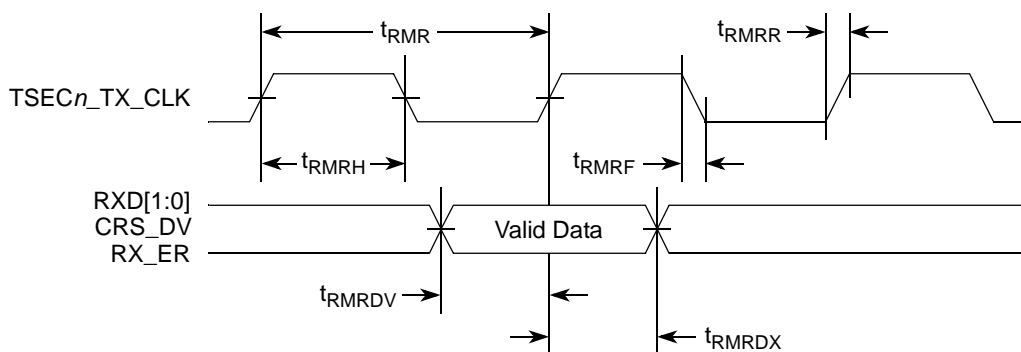 tRMR
tRMRR
TSECn_TX_CLK
tRMRH
tRMRF
RXD[1:0]
CRS_DV
RX_ER
Valid Data
tRMRDV
tRMRDX